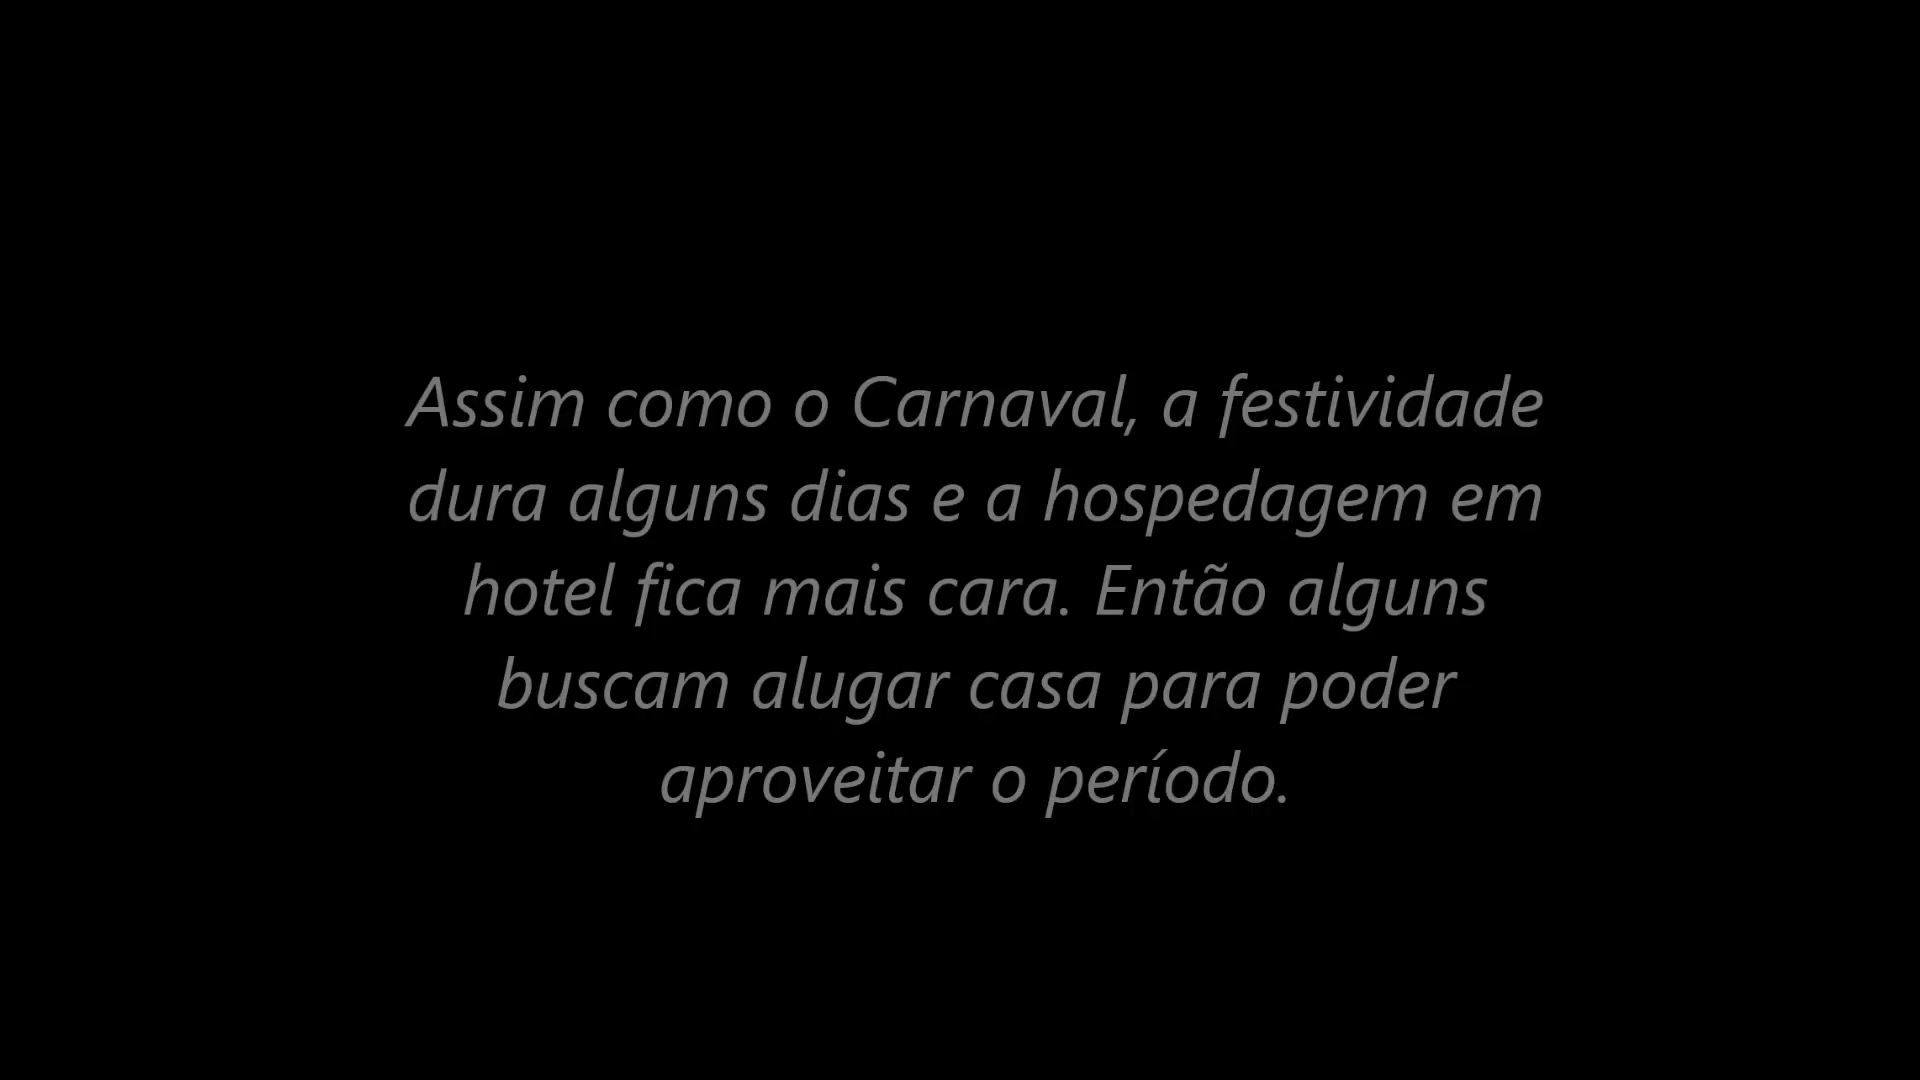 Assim como o Carnaval, a festividade
dura alguns dias e a hospedagem em
hotel fica mais cara. Então alguns
buscam alugar casa para poder
aproveitar o período.